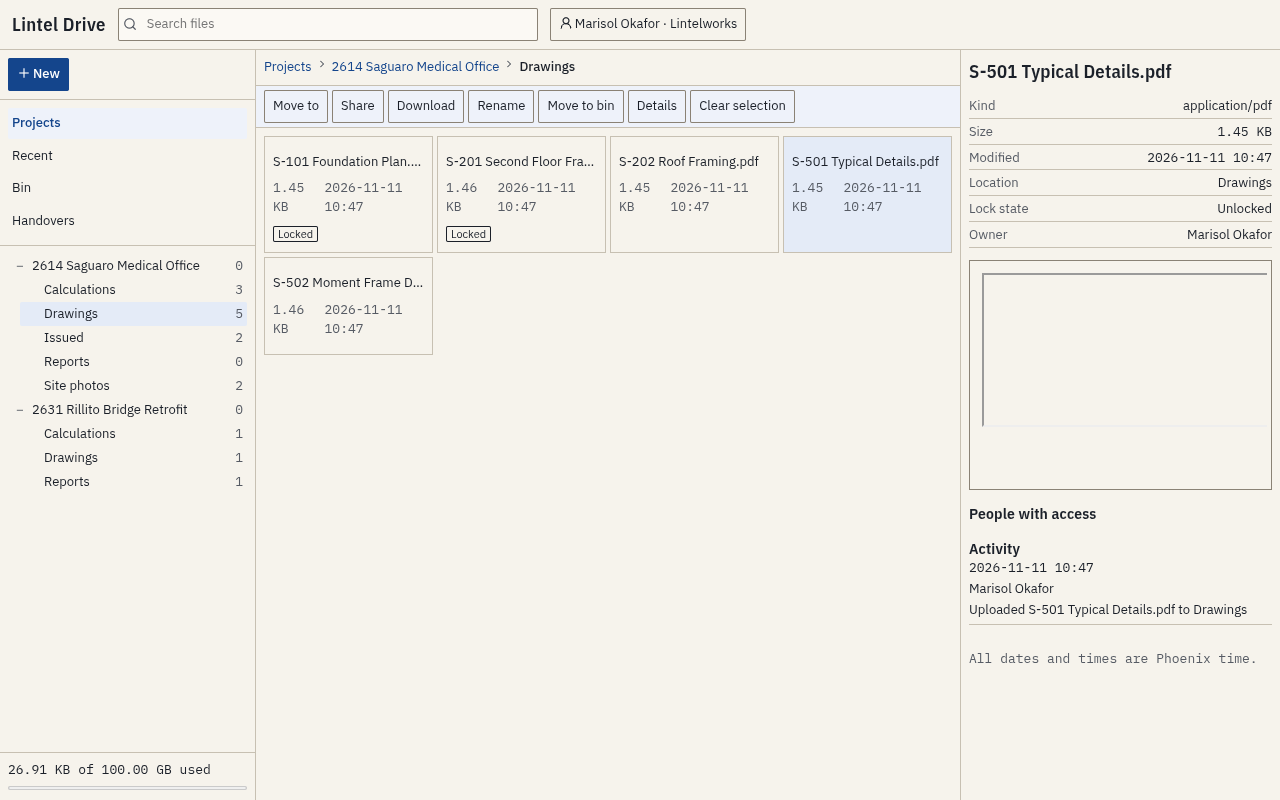 Lintel Drive
Search files
Marisol Okafor · Lintelworks
New
Projects
Recent
Bin
Handovers
2614 Saguaro Medical Office 0
Calculations 3
Drawings 5
Issued 2
Reports 0
Site photos 2
2631 Rillito Bridge Retrofit 0
Calculations 1
Drawings 1
Reports 1
26.91 KB of 100.00 GB used
Projects > 2614 Saguaro Medical Office > Drawings
Move to Share Download Rename Move to bin Details Clear selection
S-101 Foundation Plan....
1.45 KB 2026-11-11 10:47
Locked
S-201 Second Floor Fra...
1.46 KB 2026-11-11 10:47
Locked
S-202 Roof Framing.pdf
1.45 KB 2026-11-11 10:47
S-501 Typical Details.pdf
1.45 KB 2026-11-11 10:47
S-502 Moment Frame D...
1.46 KB 2026-11-11 10:47
S-501 Typical Details.pdf
Kind application/pdf
Size 1.45 KB
Modified 2026-11-11 10:47
Location Drawings
Lock state Unlocked
Owner Marisol Okafor
People with access
Activity
2026-11-11 10:47
Marisol Okafor
Uploaded S-501 Typical Details.pdf to Drawings
All dates and times are Phoenix time.